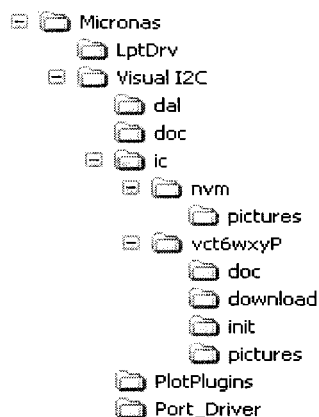 Micronas
LptDrv
Visual I2C
dal
doc
ic
nvm
pictures
vct6wxyP
doc
download
init
pictures
PlotPlugins
Port_Driver